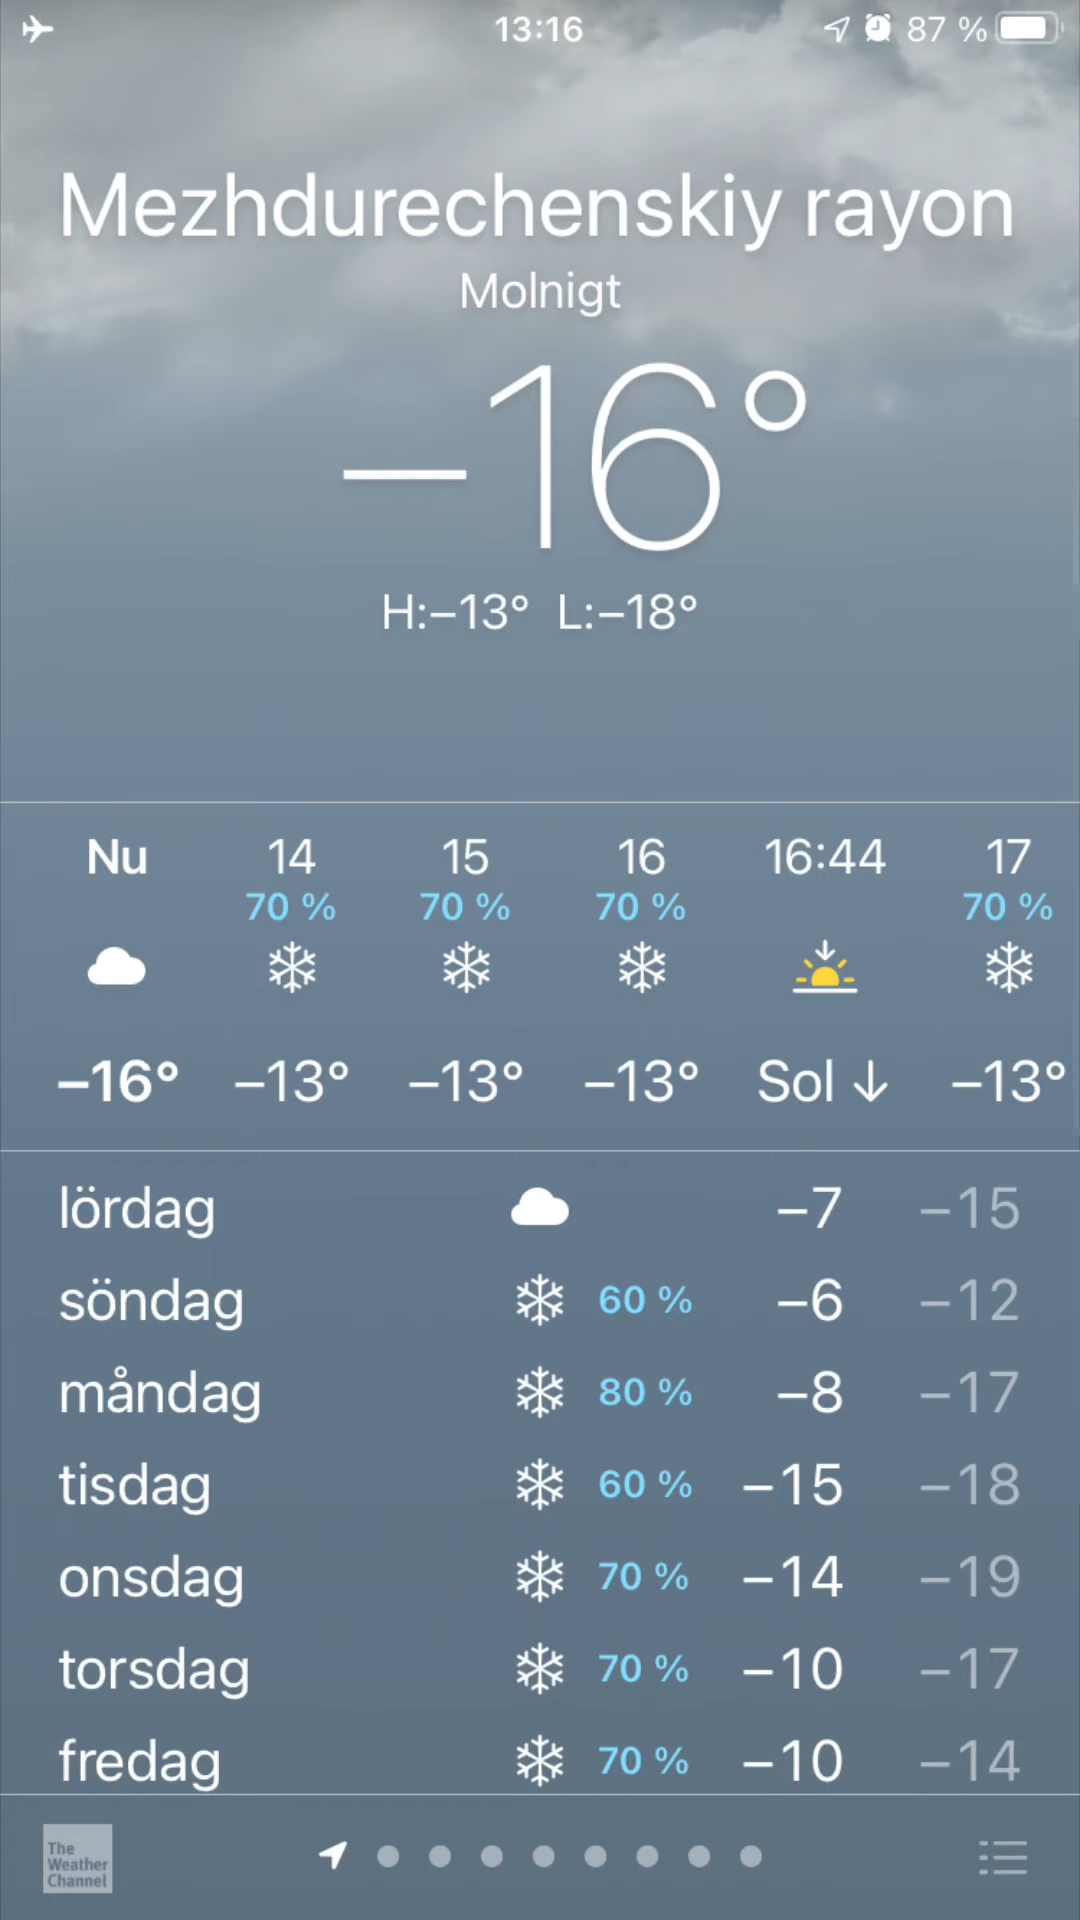 13:16 87 %
Mezhdurechenskiy rayon
Molnigt
–16°
H:–13° L:–18°
Nu 14 15 16 16:44 17
70 % 70 % 70 % 70 %
–16° –13° –13° –13° Sol ↓ –13°
lördag –7 –15
söndag 60 % –6 –12
måndag 80 % –8 –17
tisdag 60 % –15 –18
onsdag 70 % –14 –19
torsdag 70 % –10 –17
fredag 70 % –10 –14
The
Weather
Channel